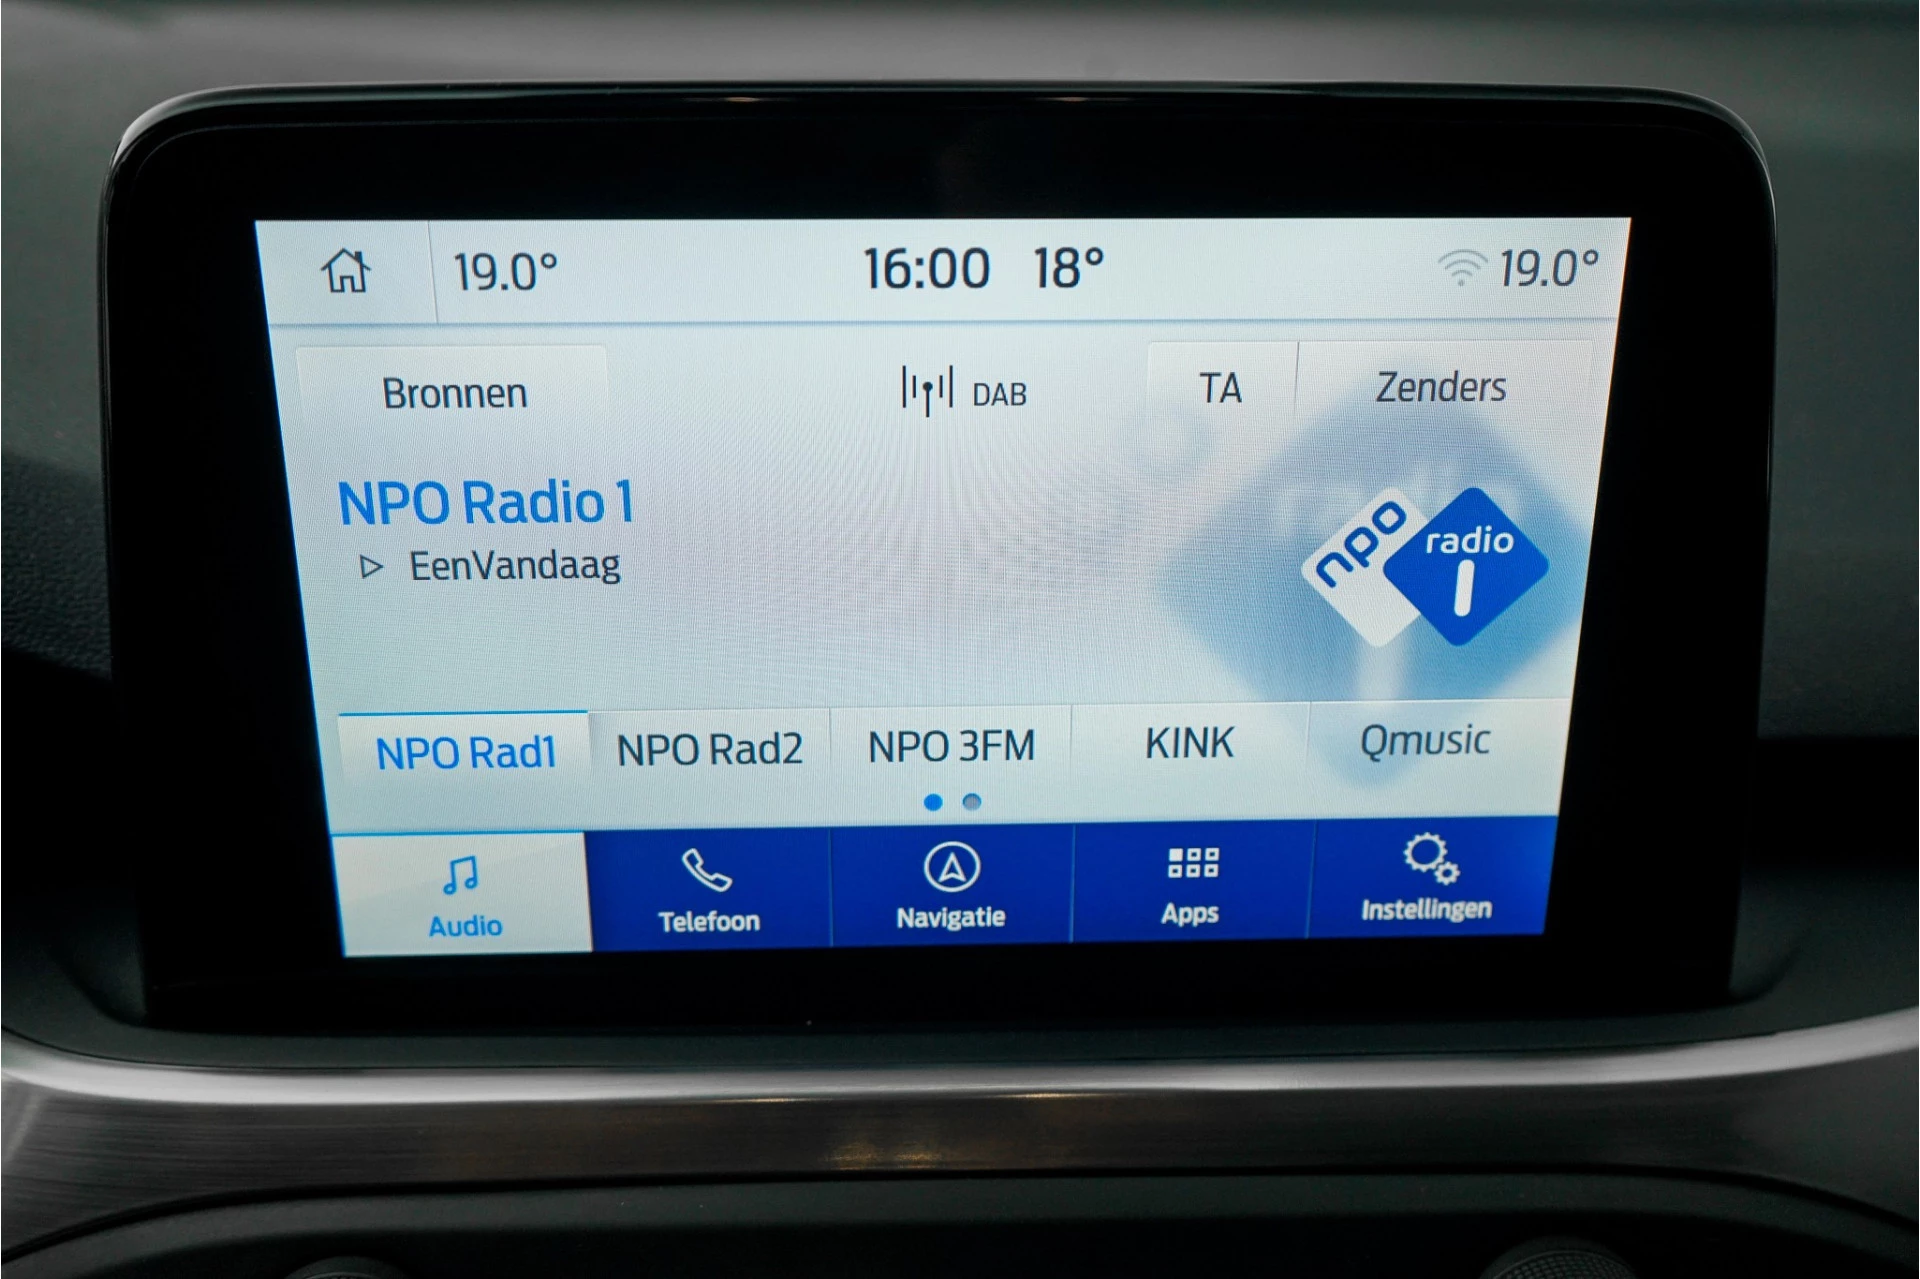 19.0° 16:00 18° 19.0°
Bronnen DAB TA Zenders
NPO Radio 1
EenVandaag
npo radio 1
NPO Rad1 NPO Rad2 NPO 3FM KINK Qmusic
Audio Telefoon Navigatie Apps Instellingen